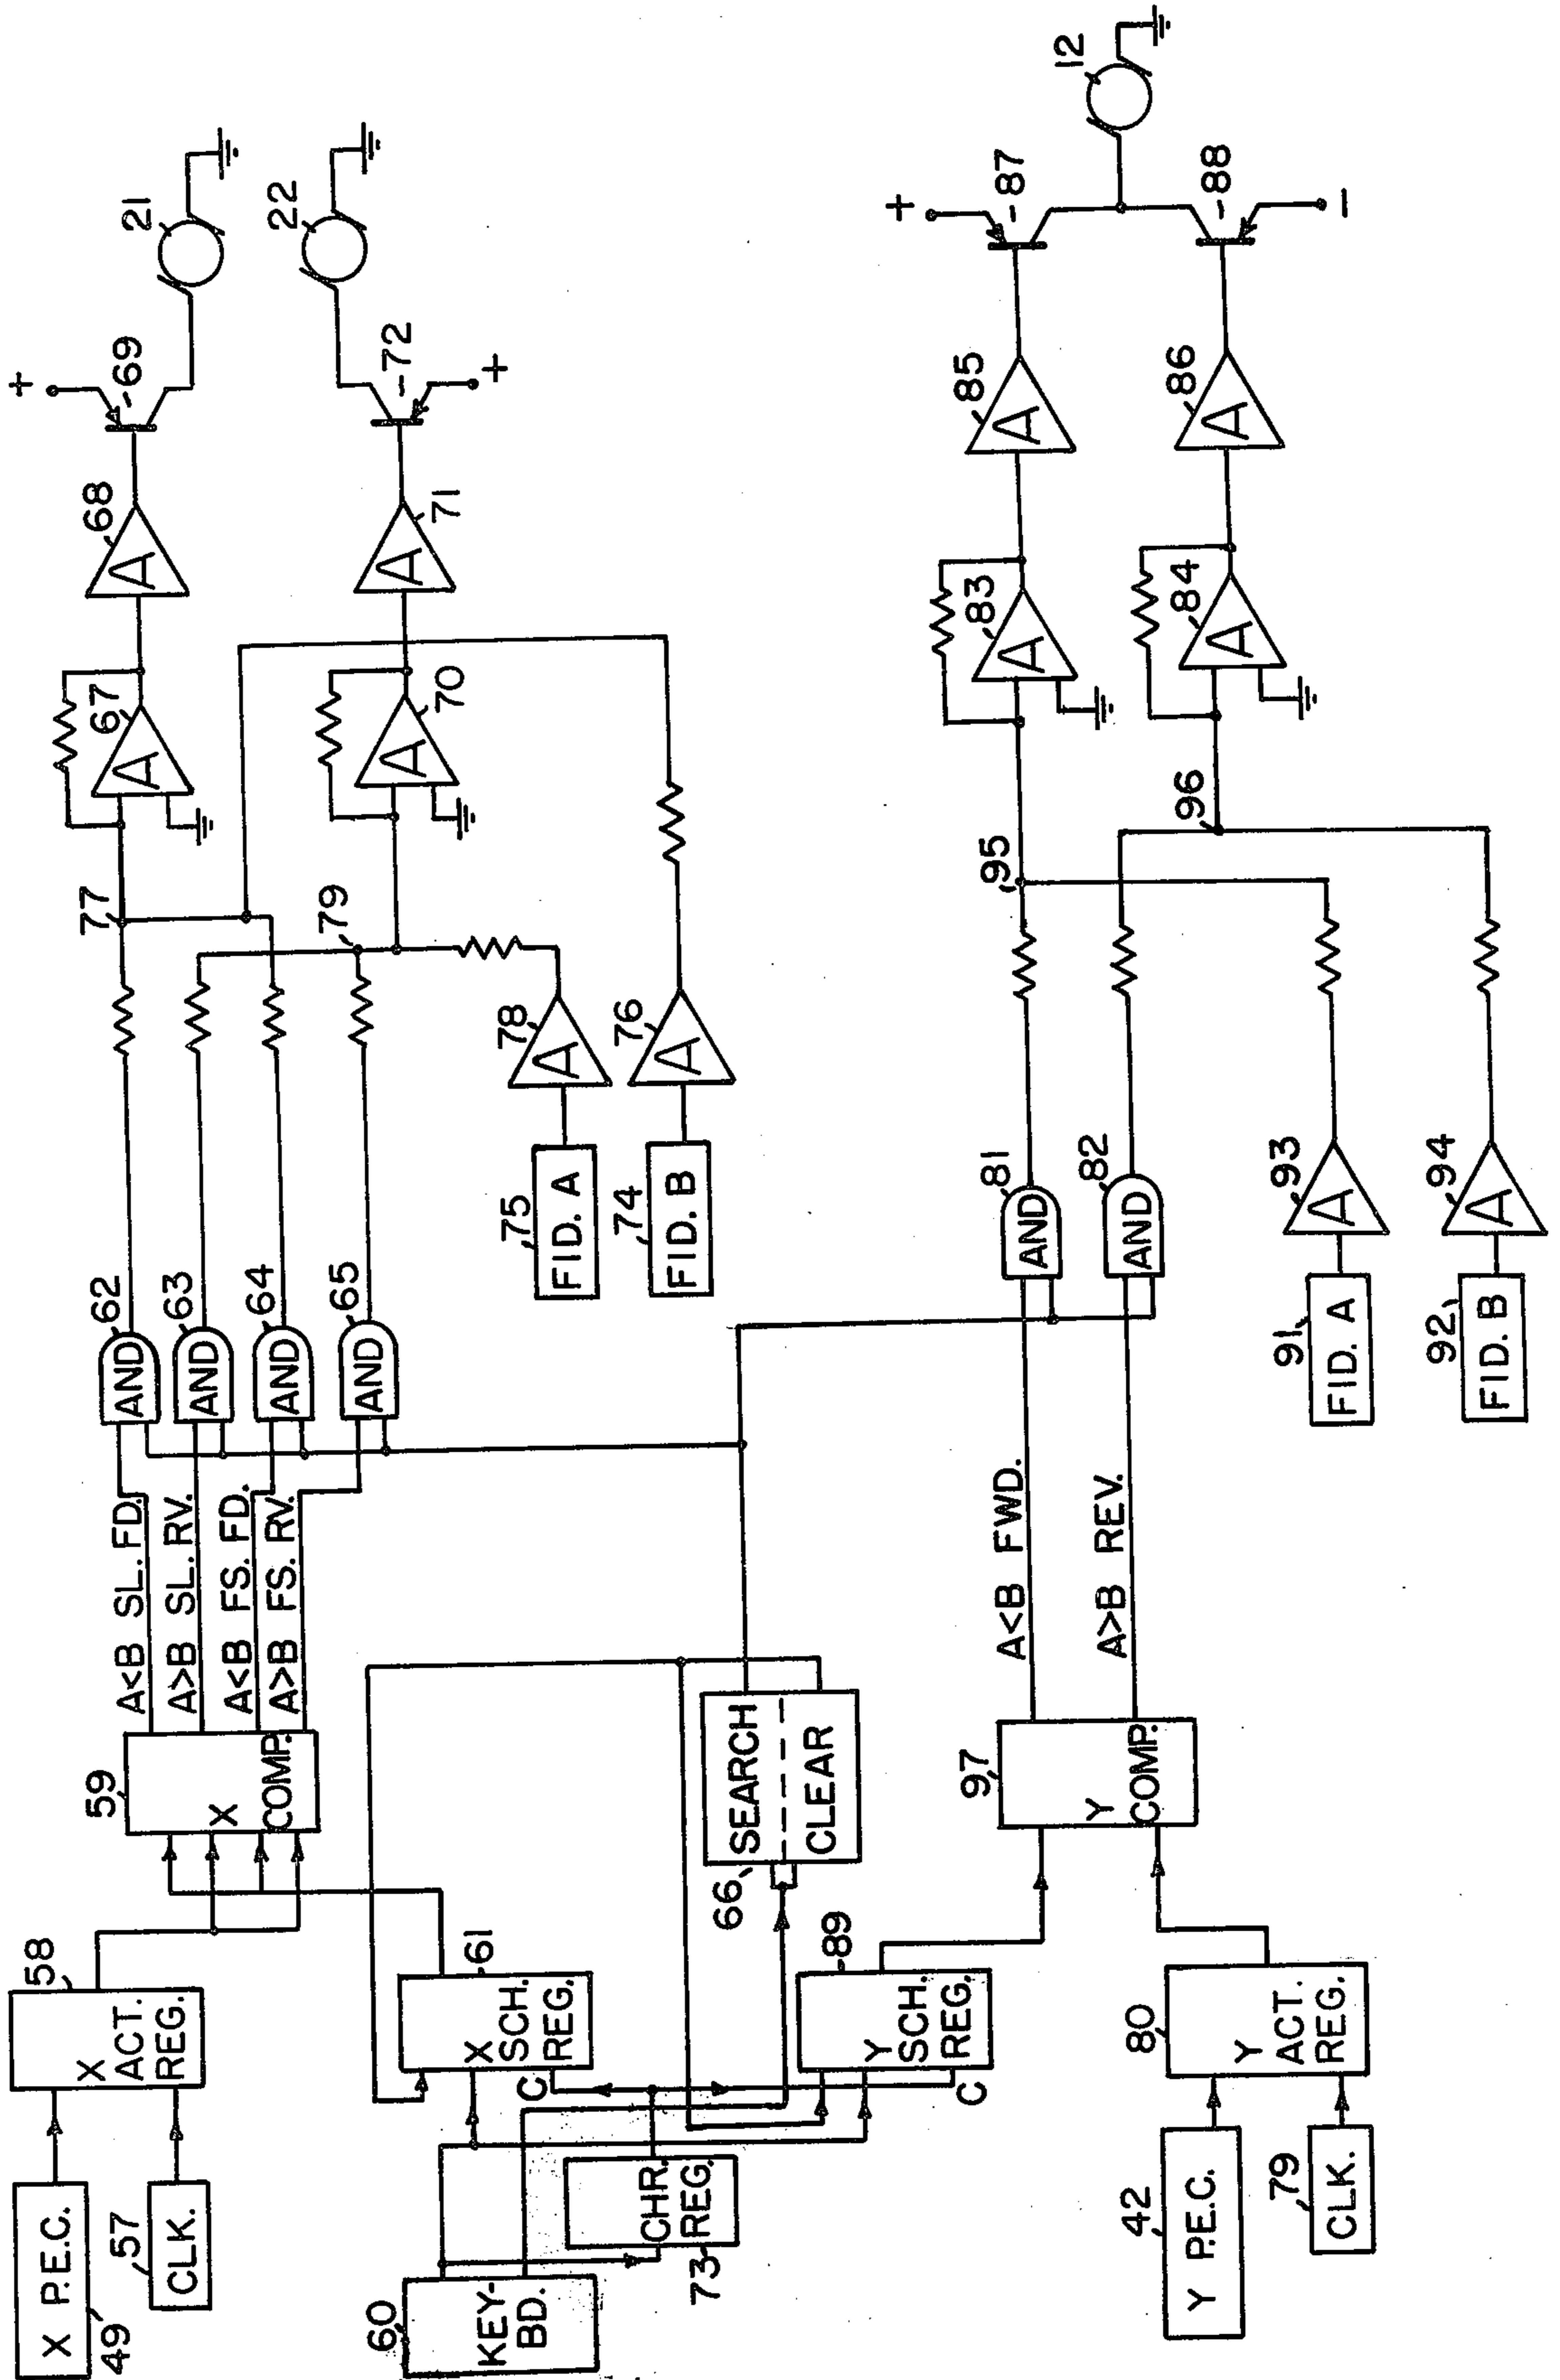 X P.E.C.
49
57
CLK.
58
X
ACT.
REG.
59
X
COMP.
A<B SL. FD.
A>B SL. RV.
A<B FS. FD.
A>B FS. RV.
62
AND
63
AND
64
AND
65
AND
77
67
A
68
A
+
69
21
79
70
A
71
A
72
+
22
75
FID. A
78
A
74
FID. B
76
A
60
KEY-
BD.
73
CHR.
REG.
61
X
SCH.
REG.
C
66
SEARCH
CLEAR
89
Y
SCH.
REG.
C
42
Y P.E.C.
79
CLK.
80
Y
ACT.
REG.
97
Y
COMP.
A<B FWD.
A>B REV.
81
AND
82
AND
95
83
A
85
A
+
87
12
96
84
A
86
A
88
–
91
FID. A
93
A
92
FID. B
94
A